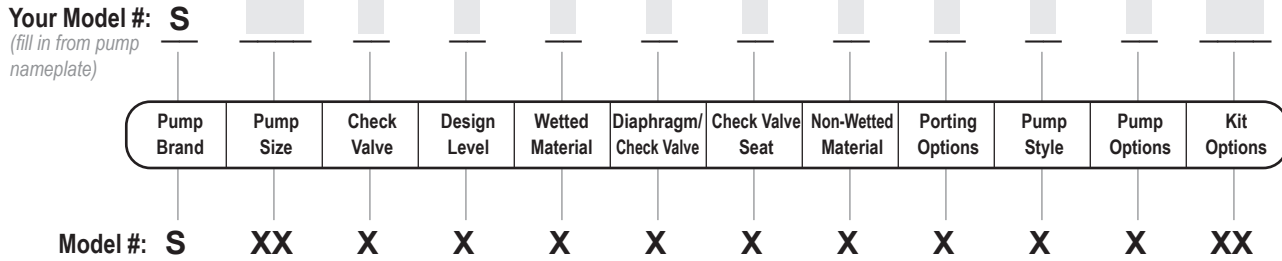 Your Model #: S
(fill in from pump
nameplate)
Pump Pump Check Design Wetted Diaphragm/ Check Valve Non-Wetted Porting Pump Pump Kit
Brand Size Valve Level Material Check Valve Seat Material Options Style Options Options
Model #: S XX X X X X X X X X X XX